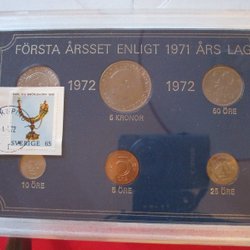 FÖRSTA ÅRSSET ENLIGT 1971 ÅRS LAG
1972
1972
5 KRONOR
50 ÖRE
SVERIGE 65
10 ÖRE
5 ÖRE
25 ÖRE